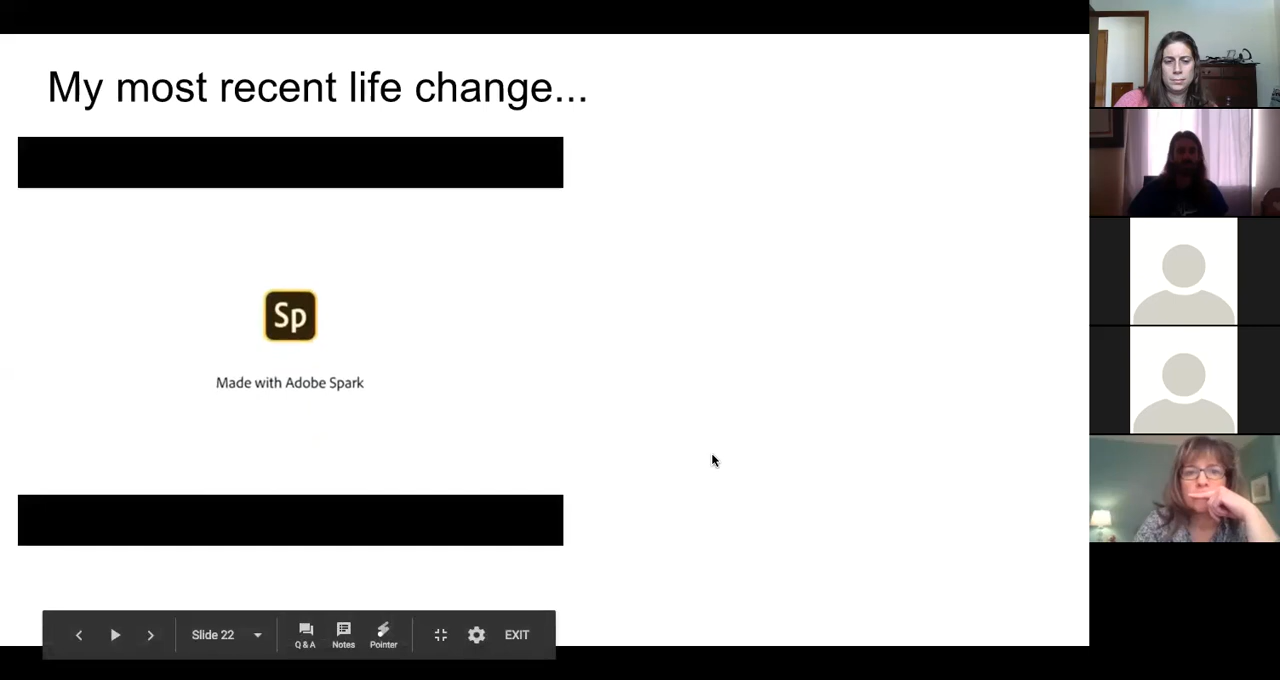 My most recent life change...
Sp
Made with Adobe Spark
Slide 22
Q & A
Notes
Pointer
EXIT